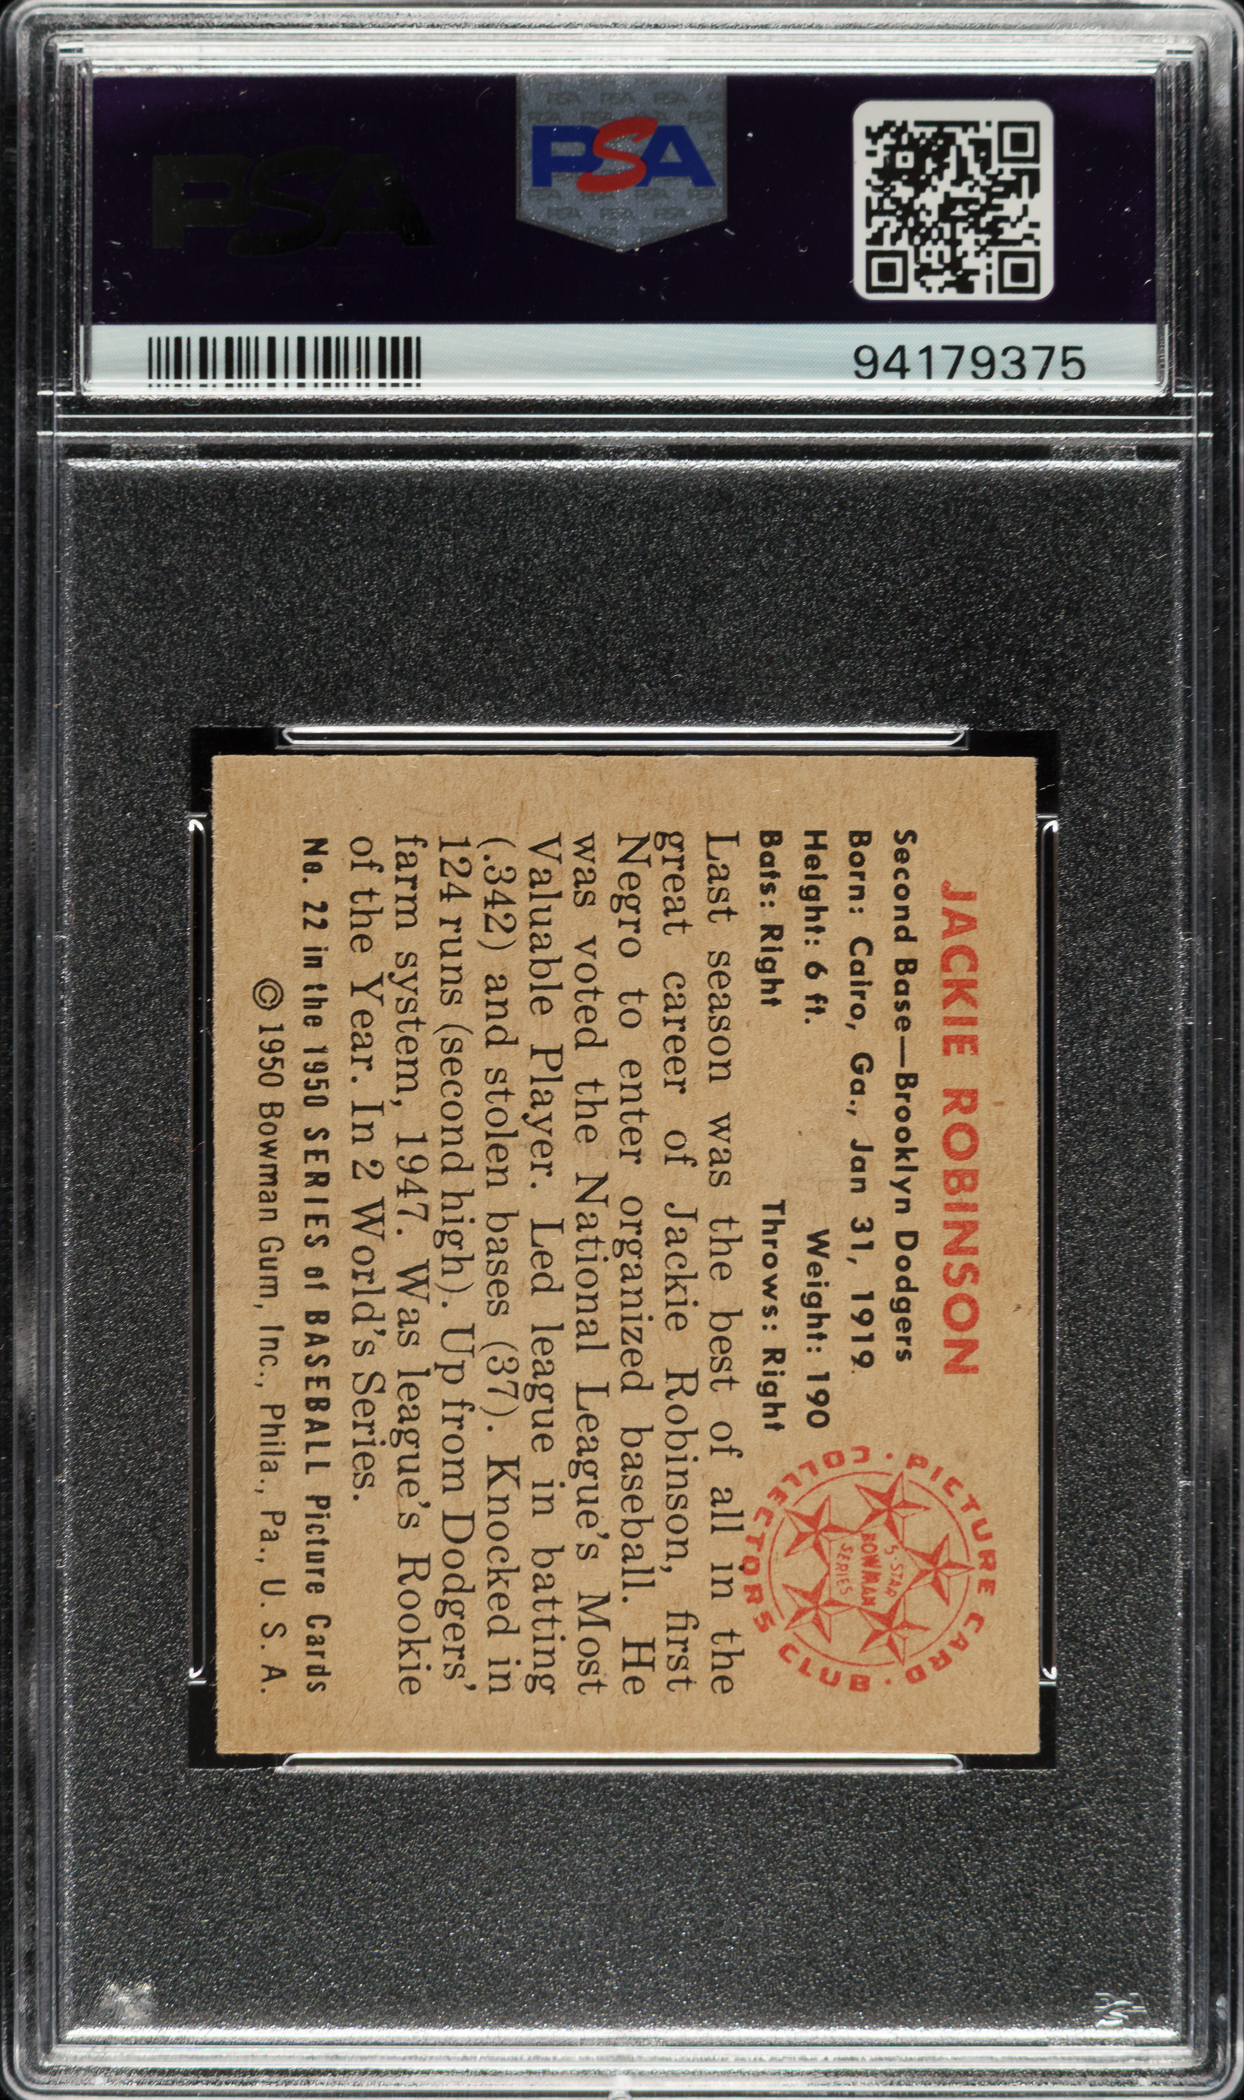 PSA
PSA
94179375
JACKIE ROBINSON
Second Base—Brooklyn Dodgers
Born: Cairo, Ga., Jan 31, 1919.
Height: 6 ft. Weight: 190
Bats: Right Throws: Right
PICTURE CARD · COLLECTORS CLUB ·
5-STAR
BOWMAN
SERIES
Last season was the best of all in the
great career of Jackie Robinson, first
Negro to enter organized baseball. He
was voted the National League's Most
Valuable Player. Led league in batting
(.342) and stolen bases (37). Knocked in
124 runs (second high). Up from Dodgers'
farm system, 1947. Was league's Rookie
of the Year. In 2 World's Series.
No. 22 in the 1950 SERIES of BASEBALL Picture Cards
© 1950 Bowman Gum, Inc., Phila., Pa., U. S. A.
PSA